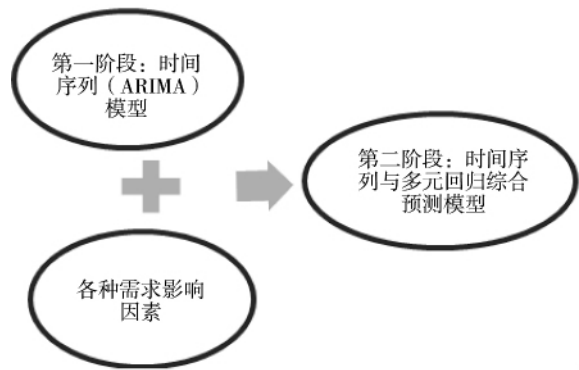 第一阶段：时间
序列（ARIMA）
模型
第二阶段：时间序
列与多元回归综合
预测模型
各种需求影响
因素